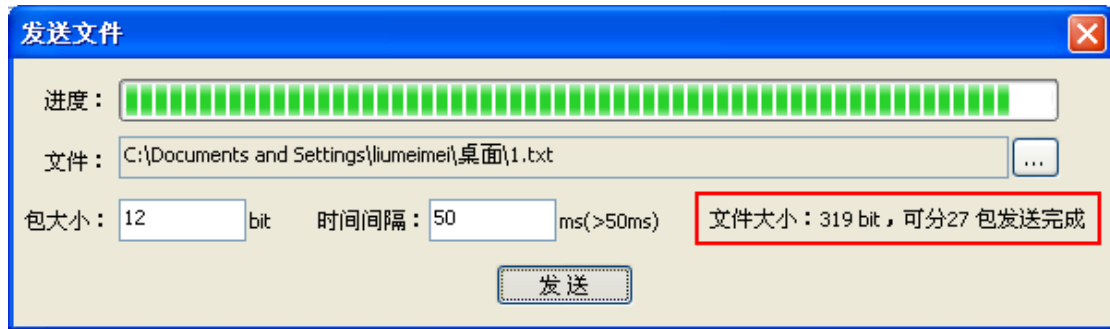 发送文件
进度：
文件： C:\Documents and Settings\liumeimei\桌面\1.txt ...
包大小： 12 bit 时间间隔： 50 ms(>50ms) 文件大小：319 bit，可分27 包发送完成
发送